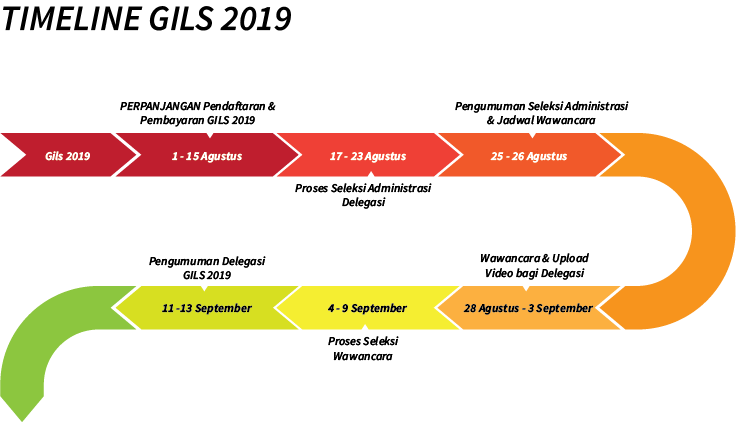 TIMELINE GILS 2019
PERPANJANGAN Pendaftaran &
Pembayaran GILS 2019
Pengumuman Seleksi Administrasi
& Jadwal Wawancara
Gils 2019
1 - 15 Agustus
17 - 23 Agustus
25 - 26 Agustus
Proses Seleksi Administrasi
Delegasi
Wawancara & Upload
Video bagi Delegasi
Pengumuman Delegasi
GILS 2019
28 Agustus - 3 September
4 - 9 September
11 -13 September
Proses Seleksi
Wawancara